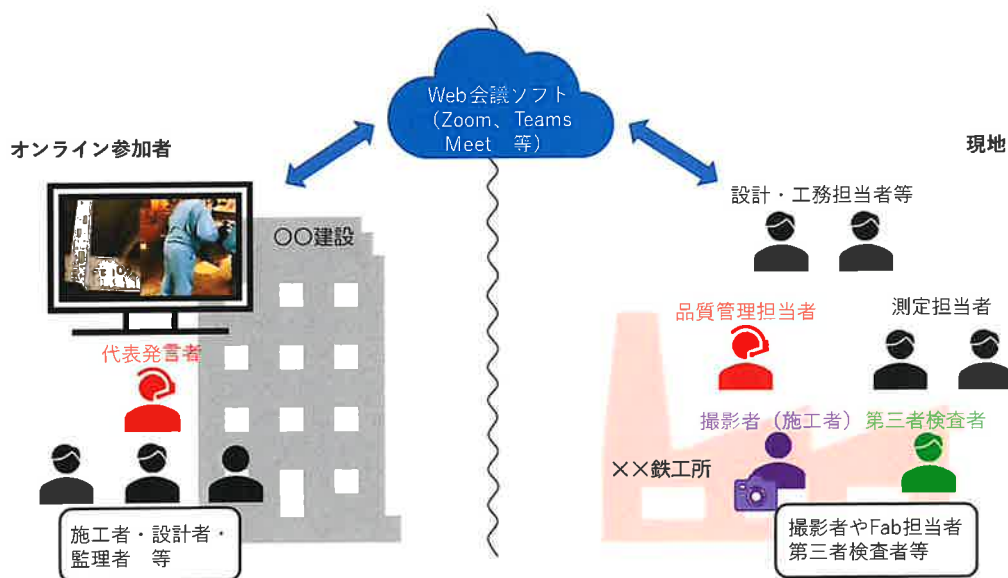 Web会議ソフト
（Zoom、Teams
Meet　等）
オンライン参加者
現地
設計・工務担当者等
〇〇建設
品質管理担当者
測定担当者
代表発言者
撮影者（施工者）
第三者検査者
××鉄工所
施工者・設計者・
監理者　等
撮影者やFab担当者
第三者検査者等